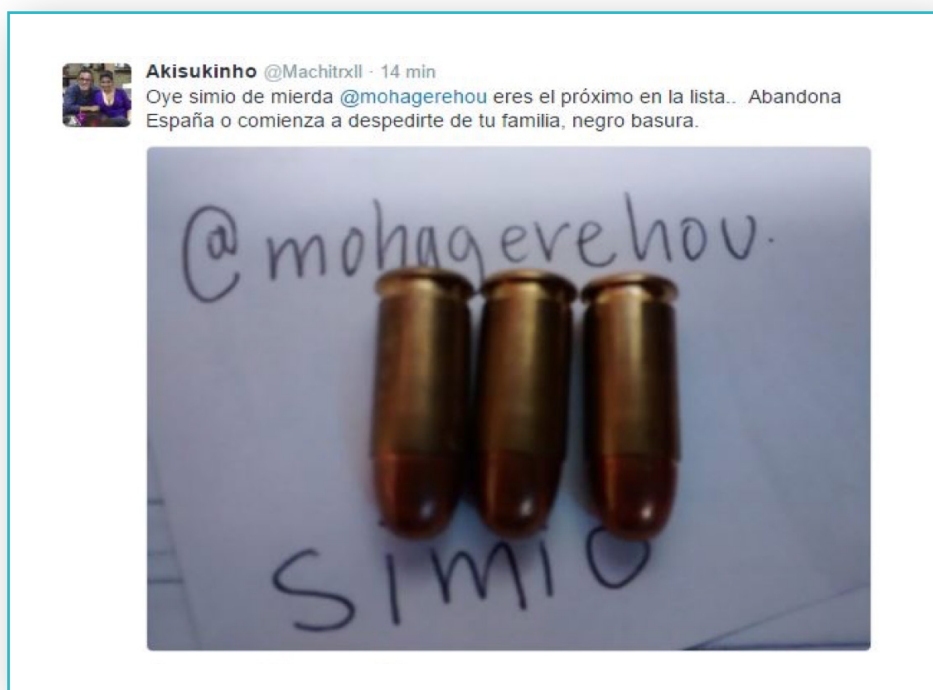 Akisukinho @Machitrxll · 14 min
Oye simio de mierda @mohagerehou eres el próximo en la lista.. Abandona
España o comienza a despedirte de tu familia, negro basura.
@mohagerehou.
simio